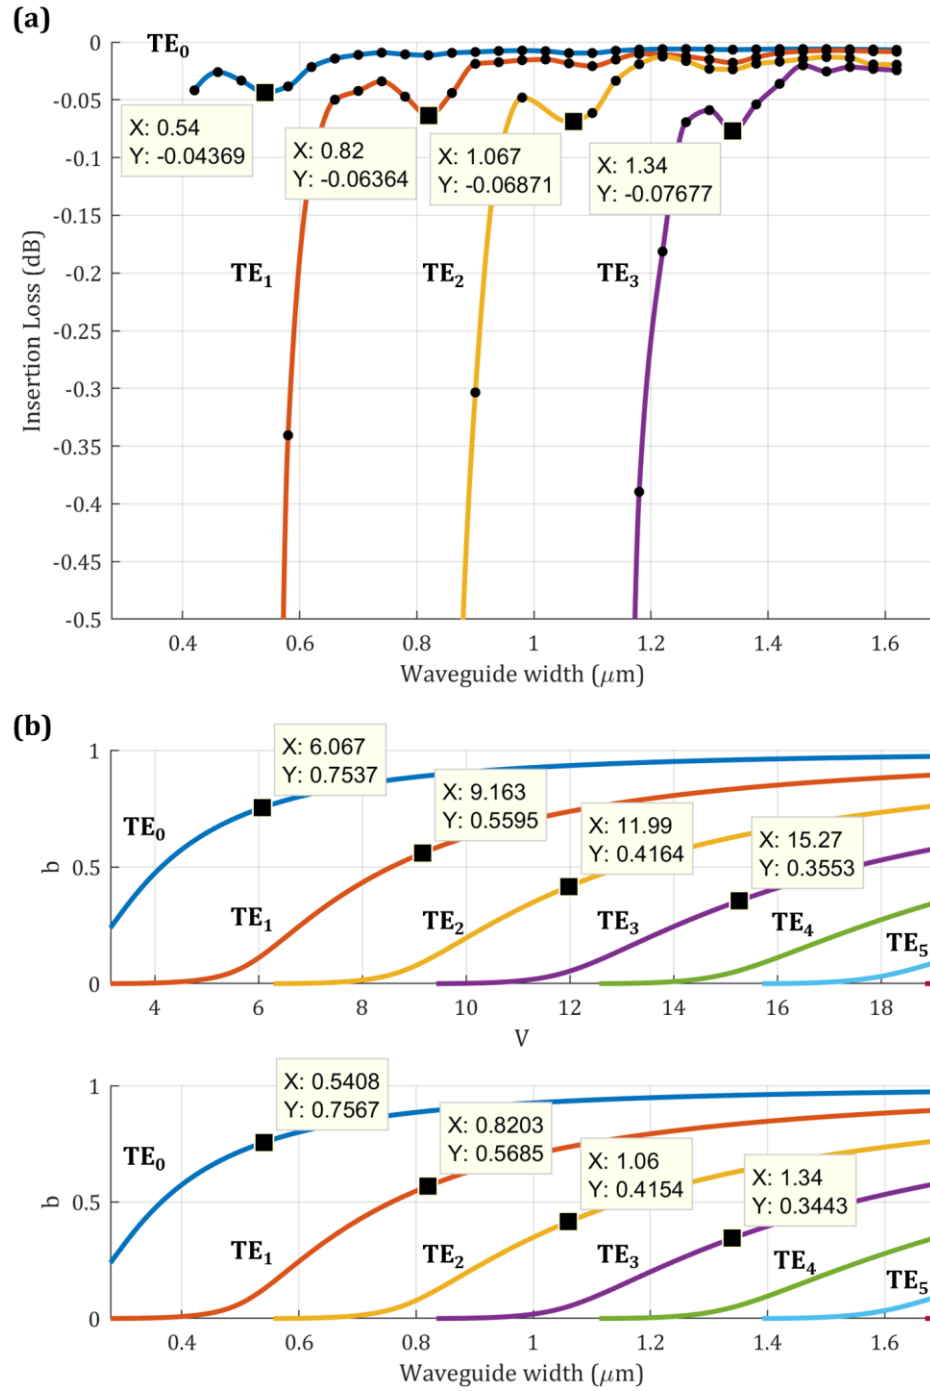 (a)
TE0
0
-0.05
-0.1
-0.15
-0.2
-0.25
-0.3
-0.35
-0.4
-0.45
-0.5
Insertion Loss (dB)
X: 0.54
Y: -0.04369
X: 0.82
Y: -0.06364
X: 1.067
Y: -0.06871
X: 1.34
Y: -0.07677
TE1
TE2
TE3
0.4 0.6 0.8 1 1.2 1.4 1.6
Waveguide width (μm)
(b)
1
0.5
0
b
X: 6.067
Y: 0.7537
X: 9.163
Y: 0.5595
X: 11.99
Y: 0.4164
X: 15.27
Y: 0.3553
TE0
TE1
TE2
TE3
TE4
TE5
4 6 8 10 12 14 16 18
V
1
0.5
0
b
X: 0.5408
Y: 0.7567
X: 0.8203
Y: 0.5685
X: 1.06
Y: 0.4154
X: 1.34
Y: 0.3443
TE0
TE1
TE2
TE3
TE4
TE5
0.4 0.6 0.8 1 1.2 1.4 1.6
Waveguide width (μm)